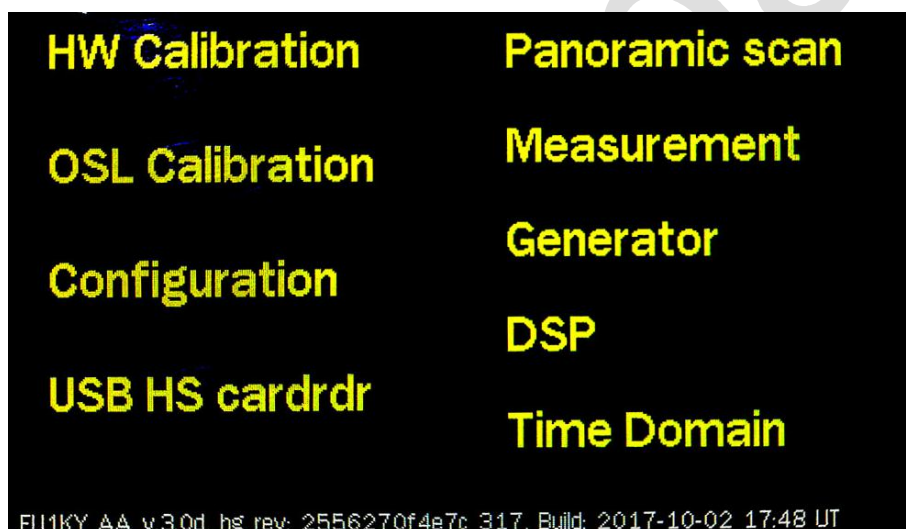 HW Calibration
OSL Calibration
Configuration
USB HS cardrdr
Panoramic scan
Measurement
Generator
DSP
Time Domain
EU1KY AA v.3.0d, hg rev: 2556270f4e7c 317, Build: 2017-10-02 17:48 UT